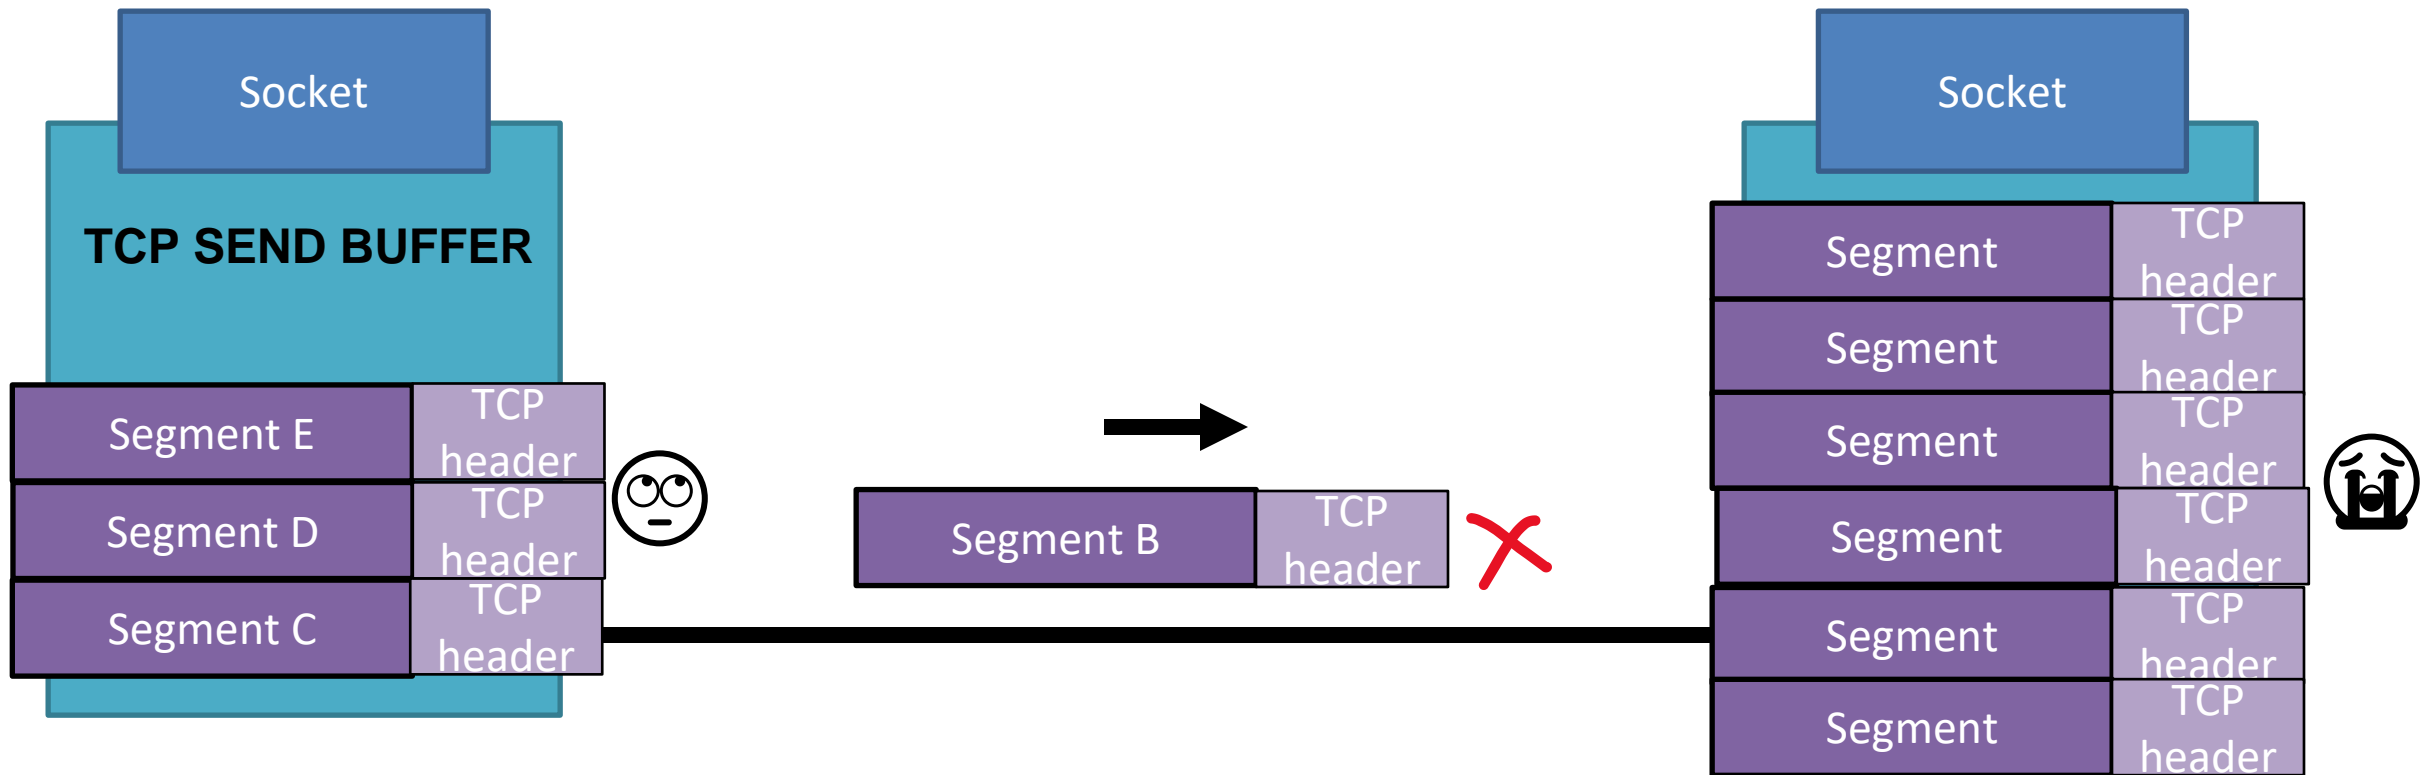 Socket
TCP SEND BUFFER
Segment E
TCP
header
Segment D
TCP
header
Segment C
TCP
header
Segment B
TCP
header
Socket
Segment
TCP
header
Segment
TCP
header
Segment
TCP
header
Segment
TCP
header
Segment
TCP
header
Segment
TCP
header